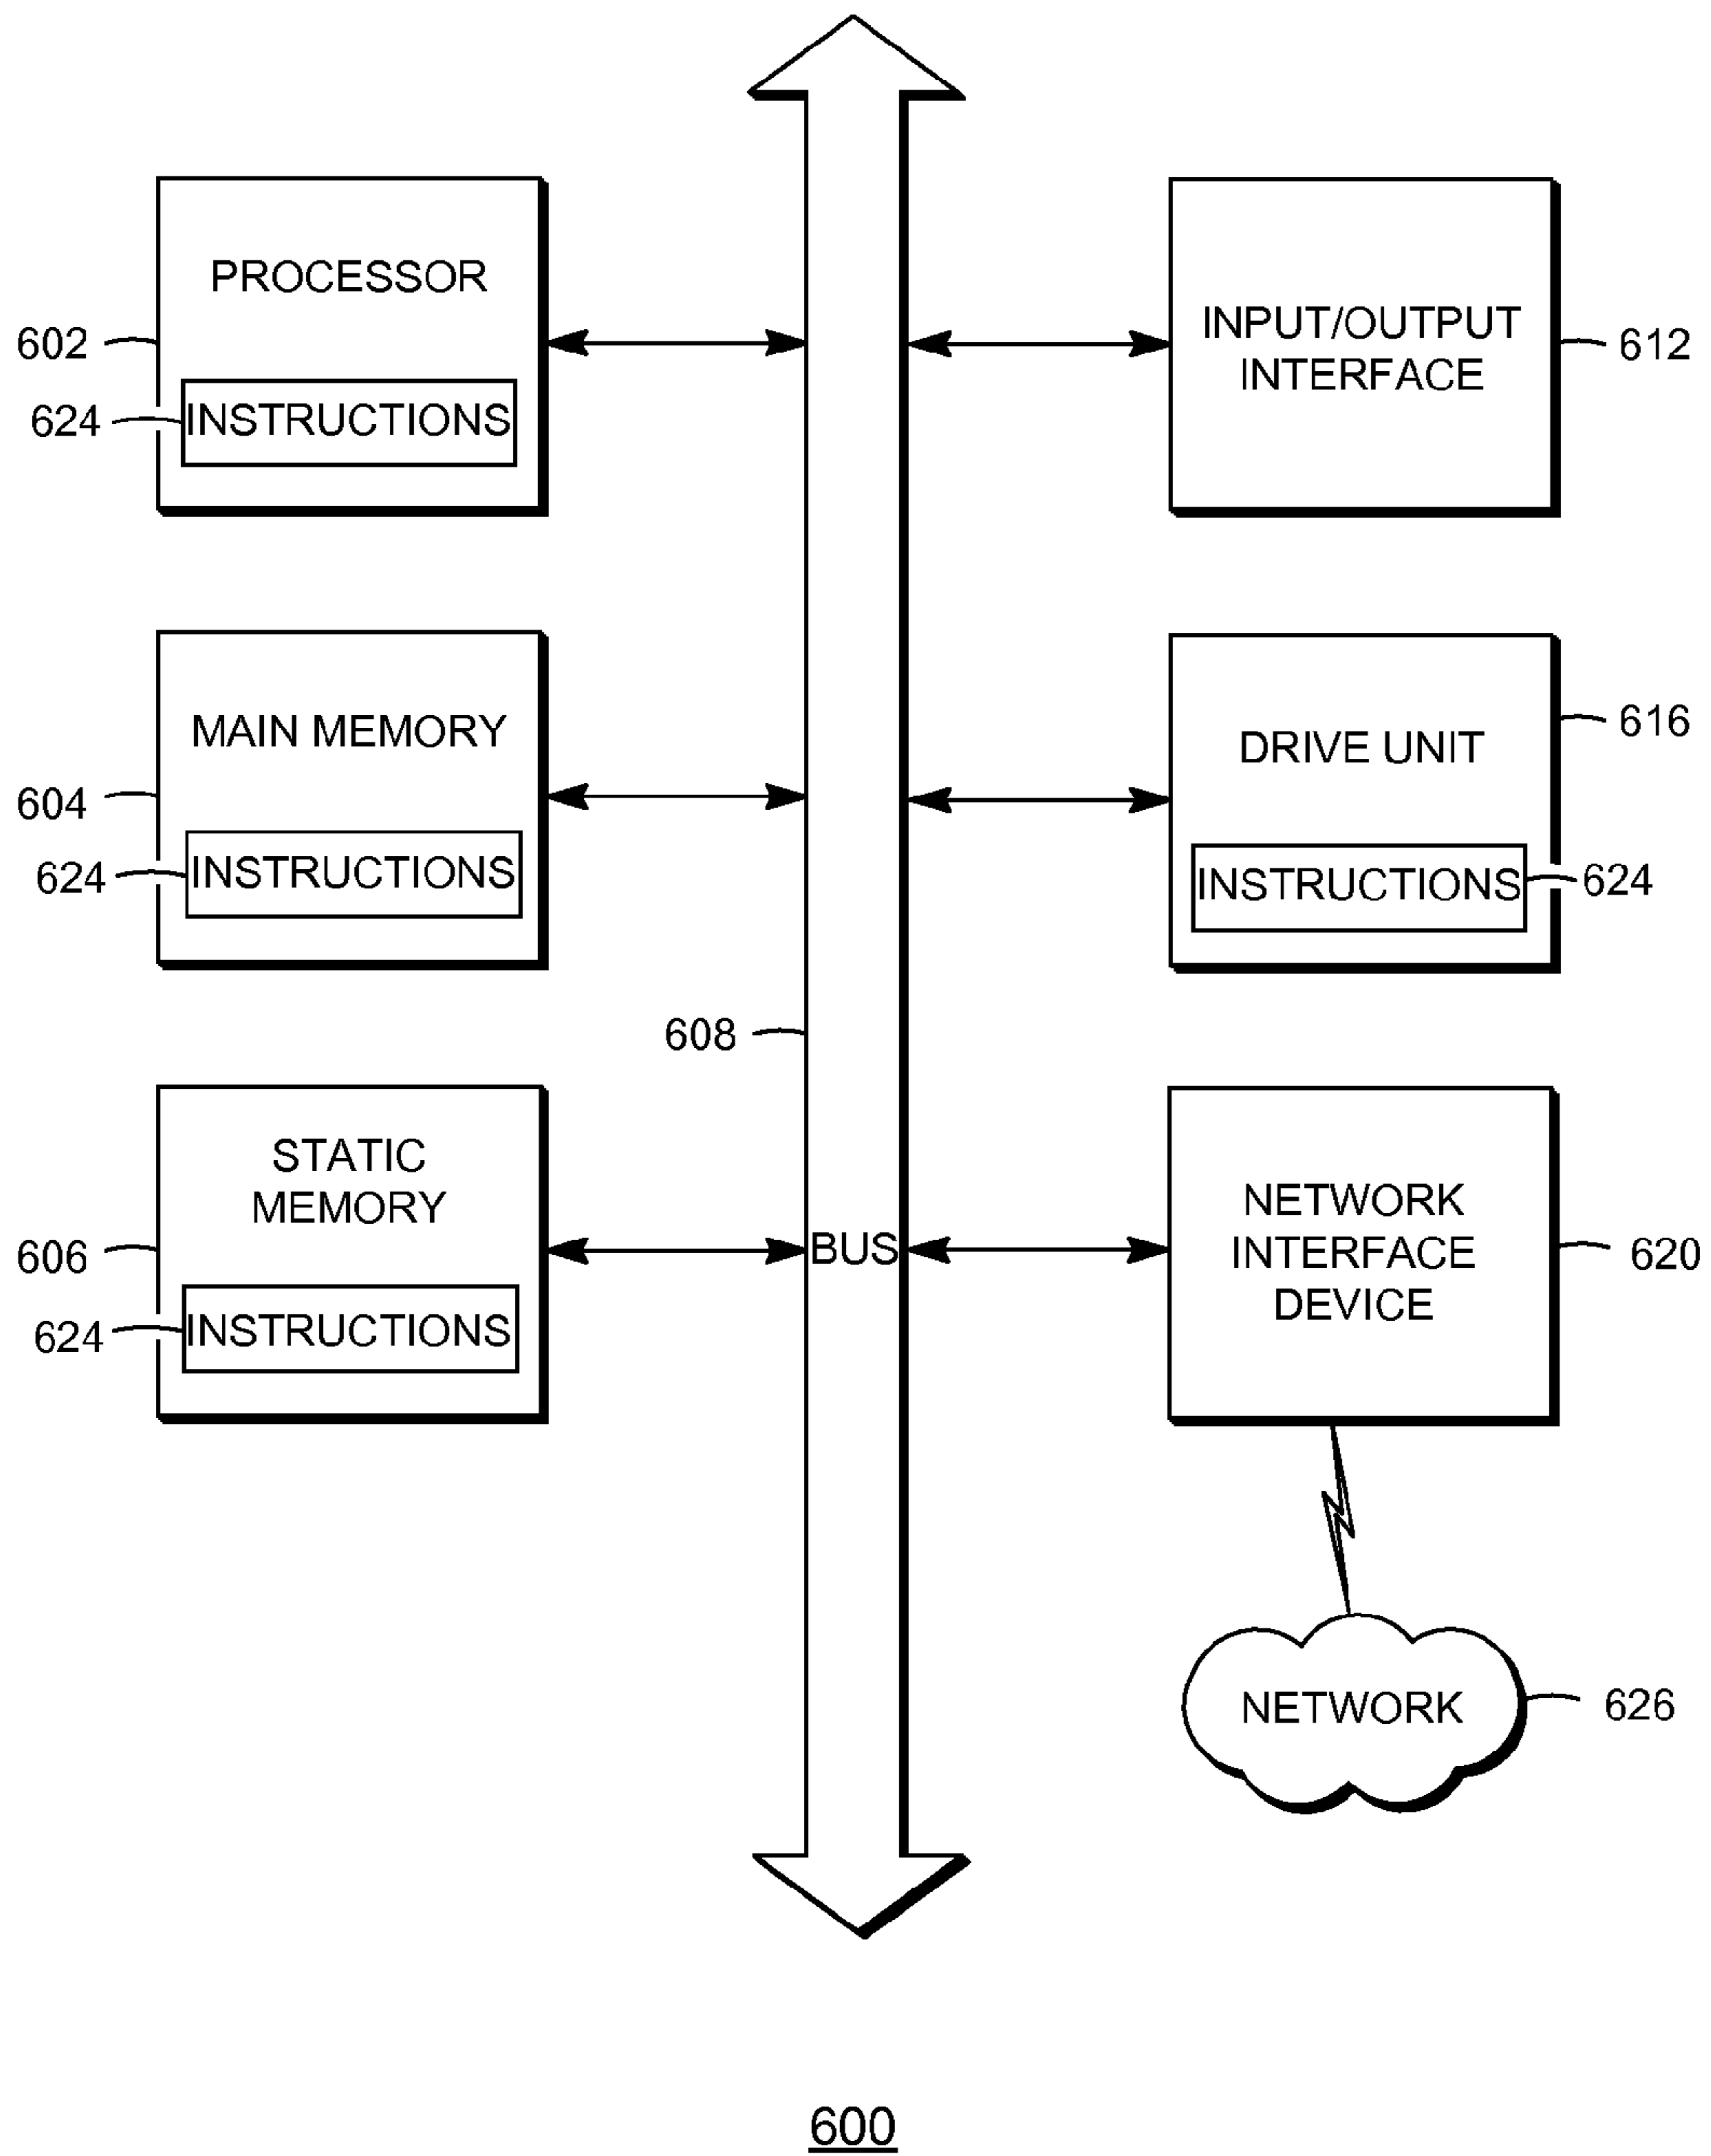 PROCESSOR
602
624
INSTRUCTIONS
INPUT/OUTPUT
INTERFACE
612
MAIN MEMORY
604
624
INSTRUCTIONS
616
DRIVE UNIT
INSTRUCTIONS
624
608
STATIC
MEMORY
606
624
INSTRUCTIONS
BUS
NETWORK
INTERFACE
DEVICE
620
NETWORK
626
600